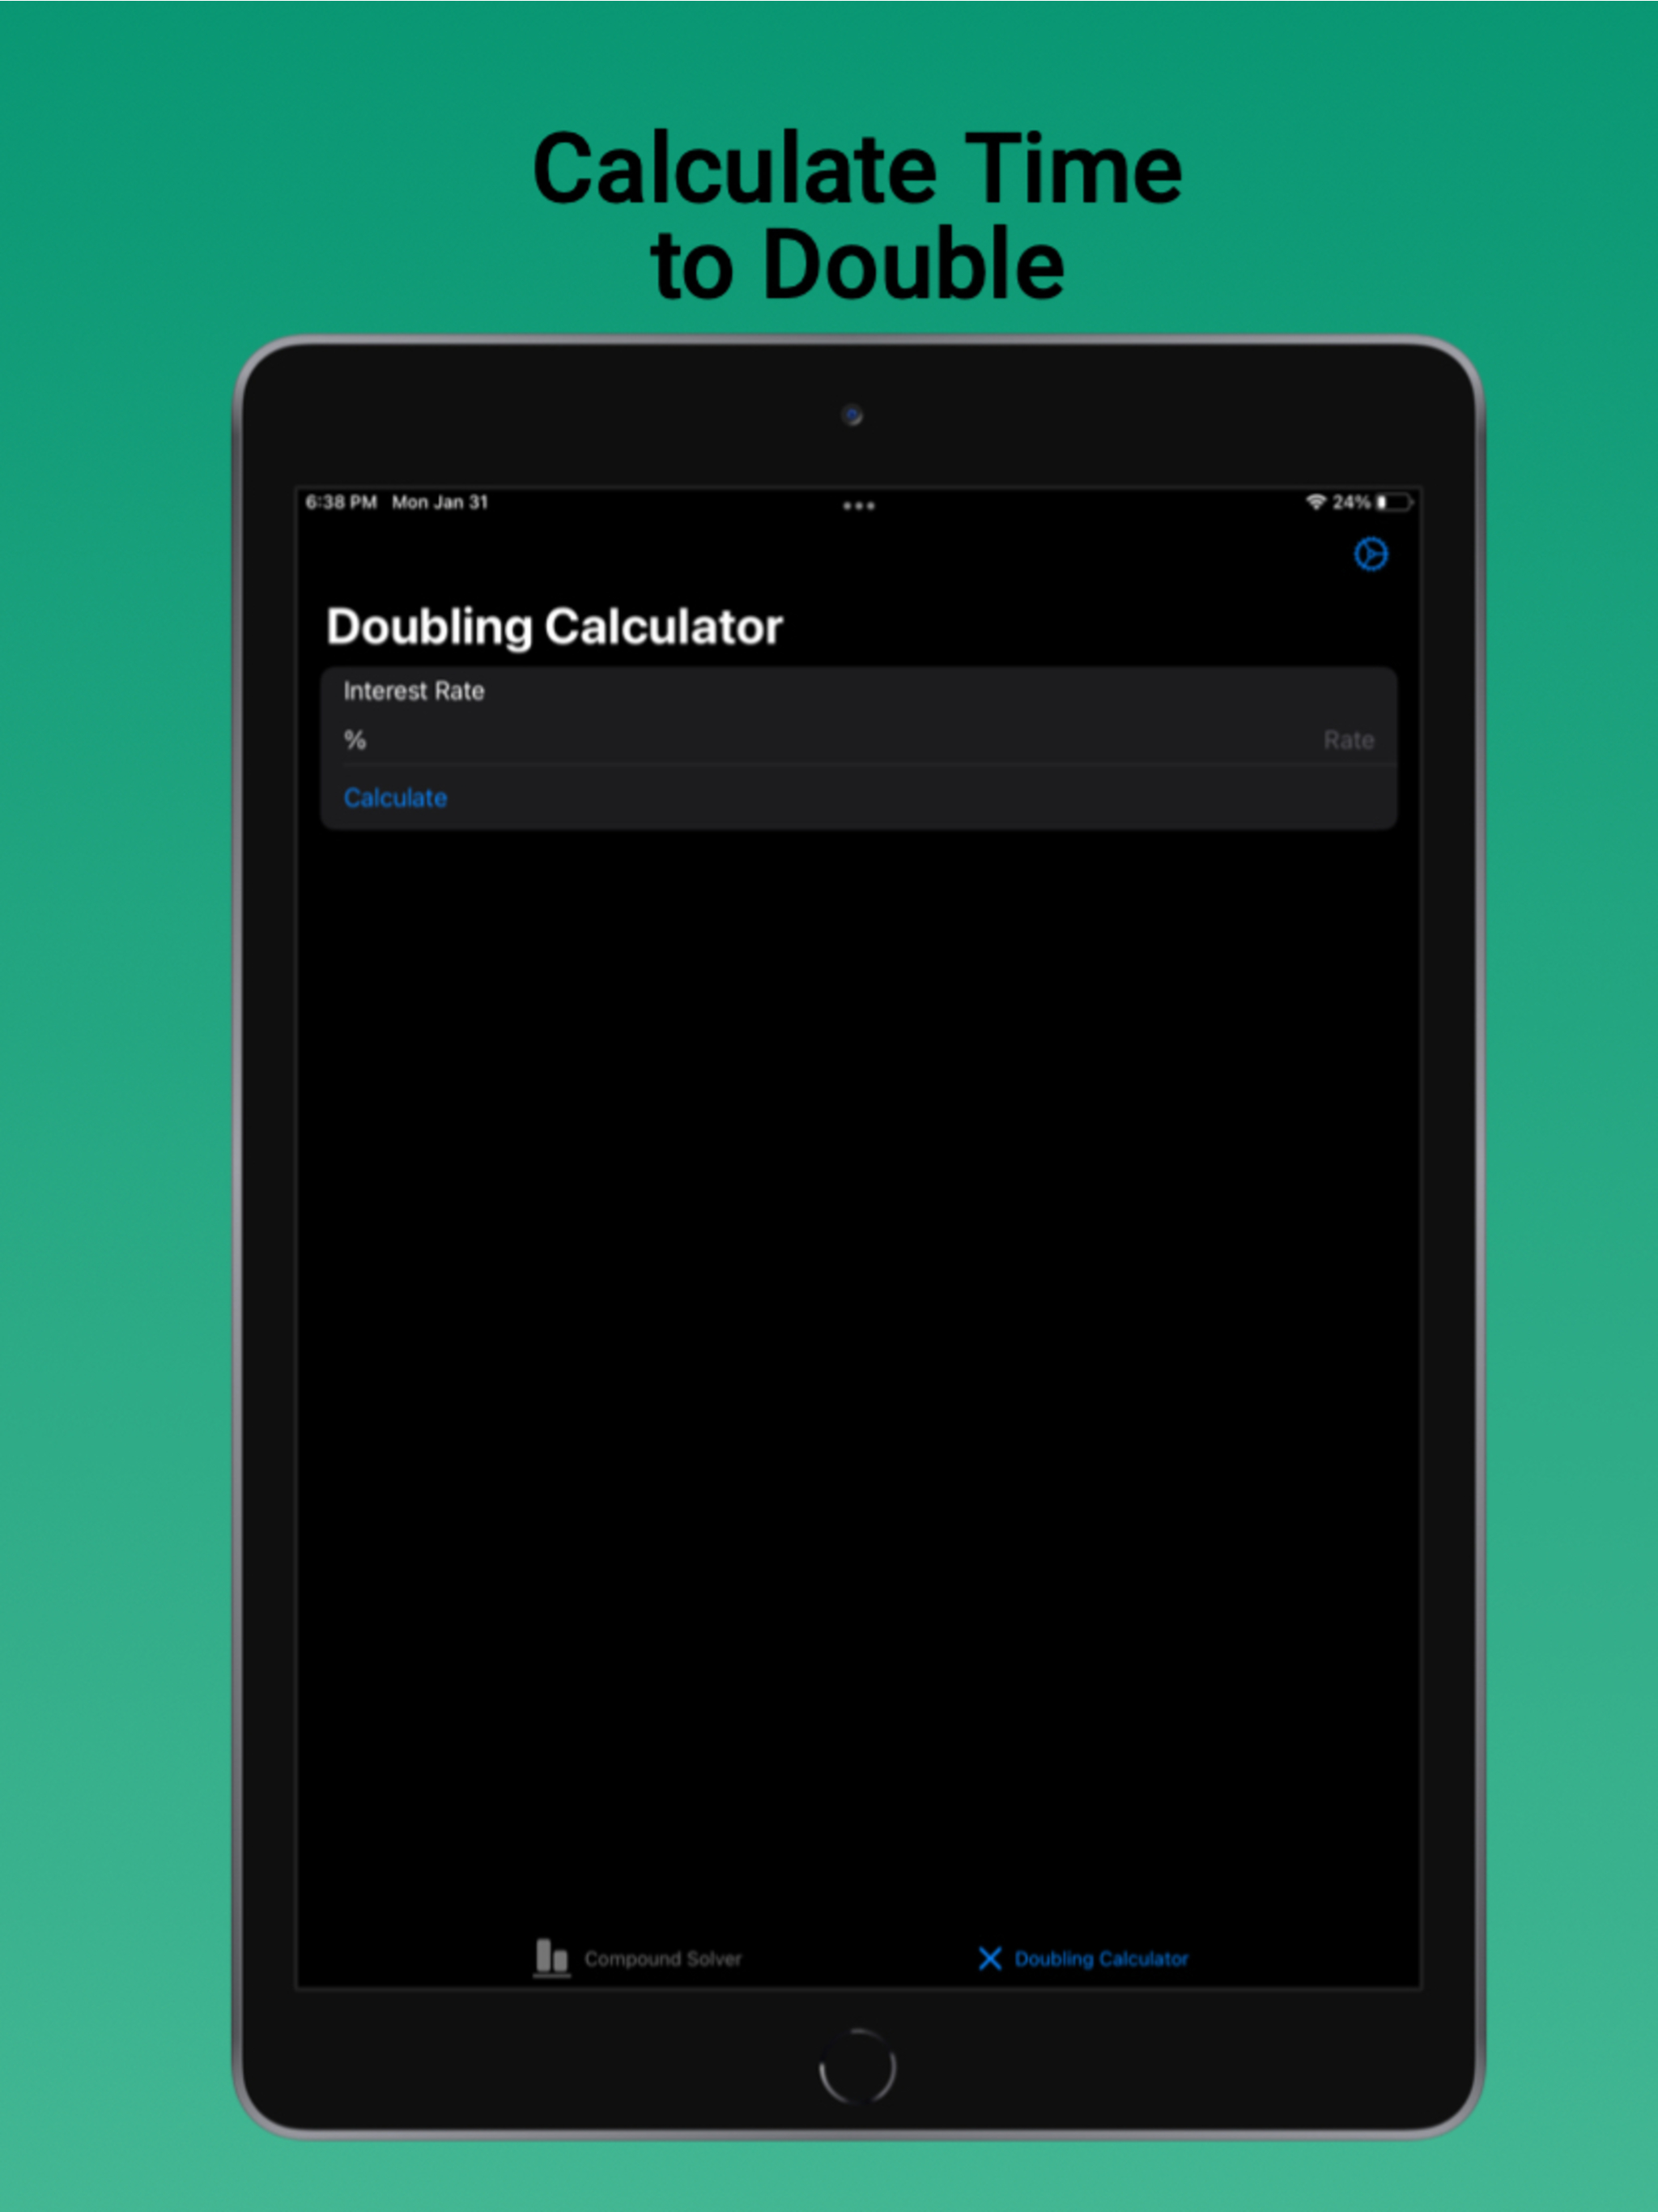 Calculate Time
to Double
6:38 PM Mon Jan 31
24%
Doubling Calculator
Interest Rate
% Rate
Calculate
Compound Solver Doubling Calculator